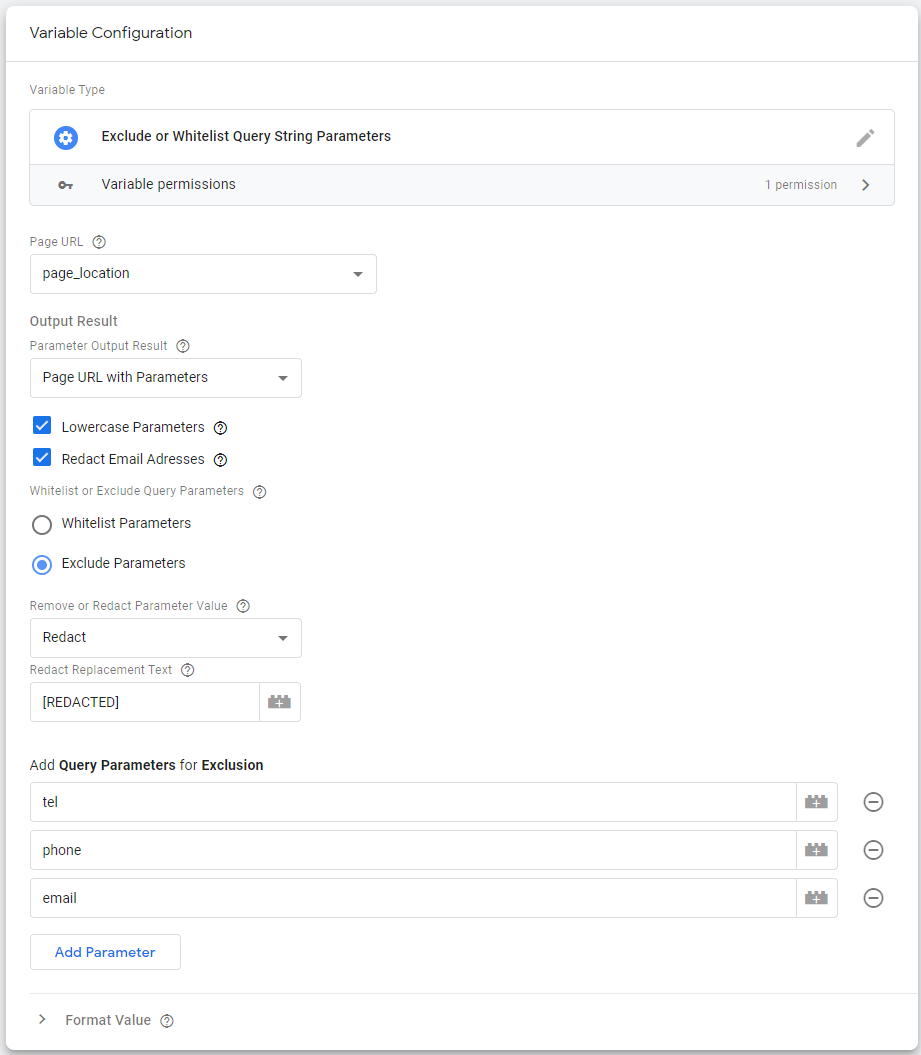 Variable Configuration
Variable Type
Exclude or Whitelist Query String Parameters
Variable permissions 1 permission
Page URL
page_location
Output Result
Parameter Output Result
Page URL with Parameters
Lowercase Parameters
Redact Email Adresses
Whitelist or Exclude Query Parameters
Whitelist Parameters
Exclude Parameters
Remove or Redact Parameter Value
Redact
Redact Replacement Text
[REDACTED]
Add Query Parameters for Exclusion
tel
phone
email
Add Parameter
Format Value